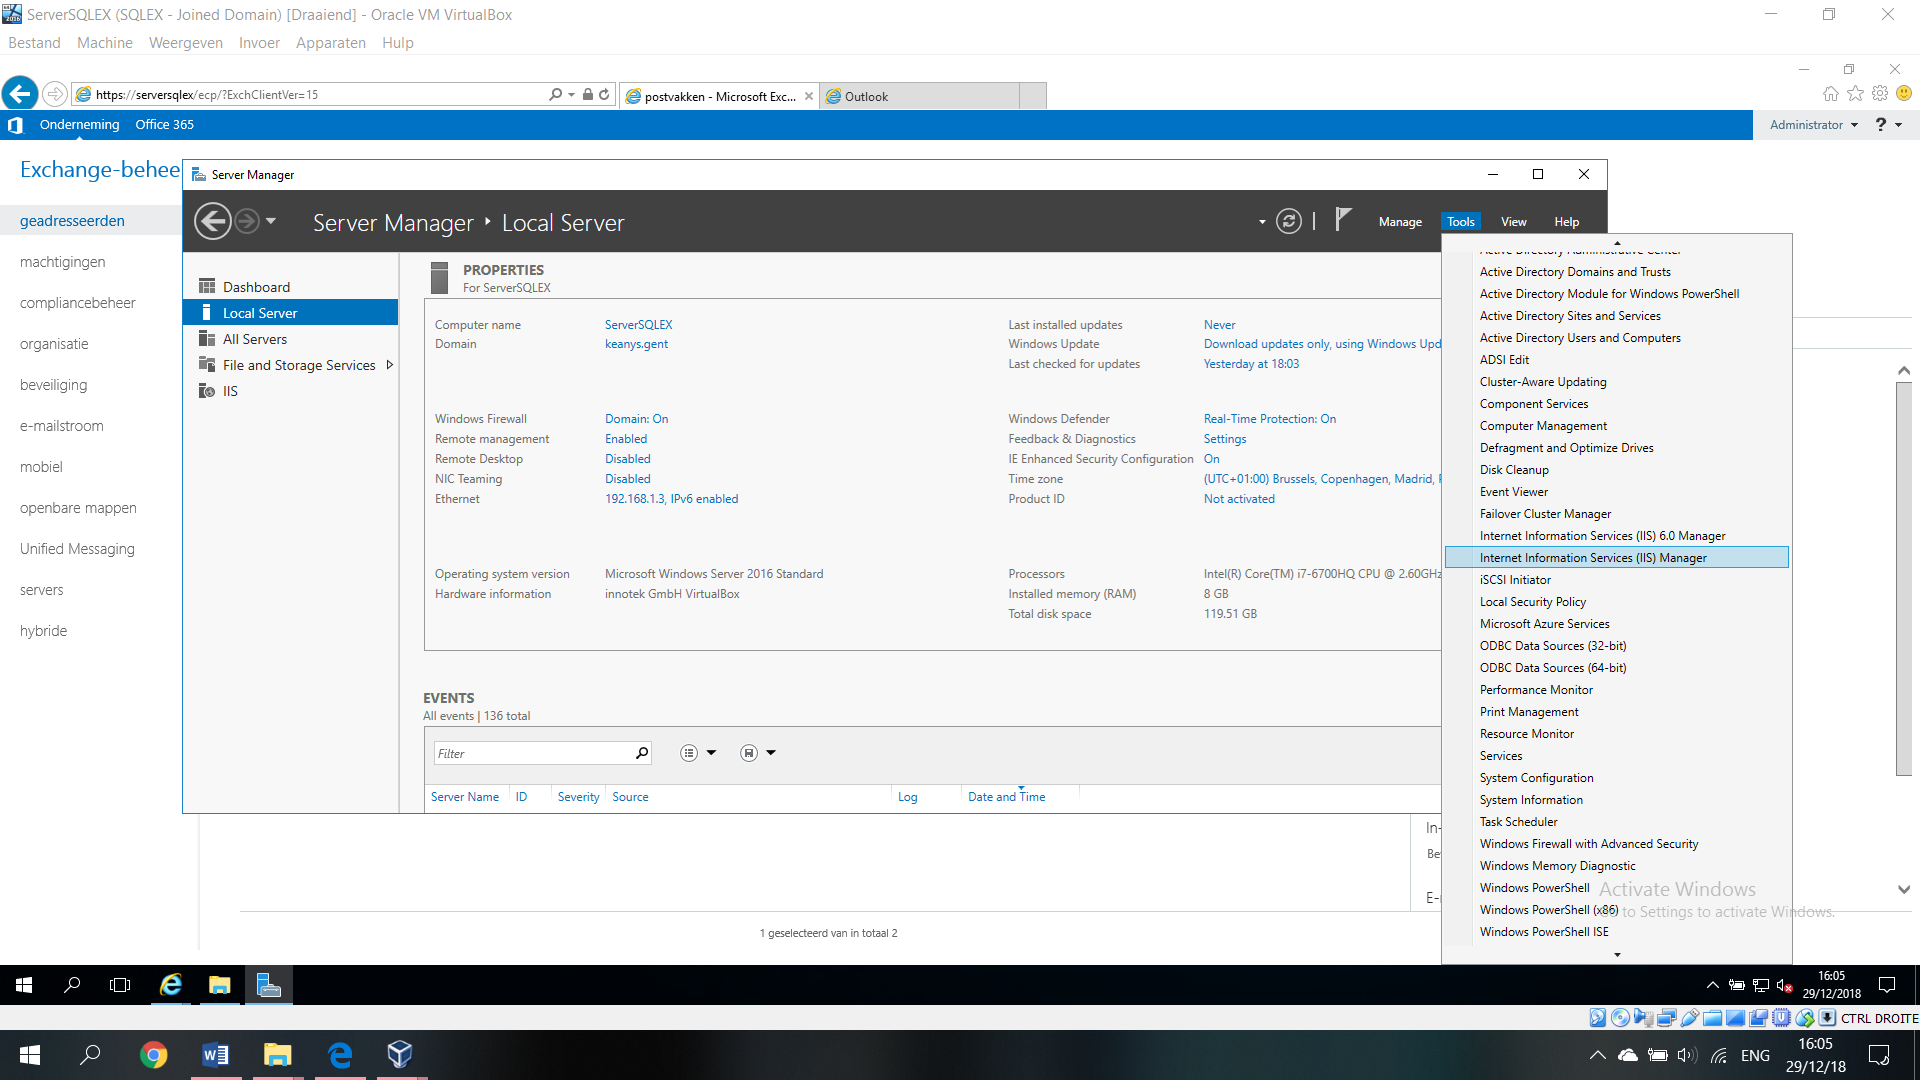 ServerSQLEX (SQLEX - Joined Domain) [Draaiend] - Oracle VM VirtualBox
Bestand Machine Weergeven Invoer Apparaten Hulp
https://serversqlex/ecp/?ExchClientVer=15
postvakken - Microsoft Exc...
Outlook
Onderneming Office 365
Administrator
?
Exchange-behee
geadresseerden
machtigingen
compliancebeheer
organisatie
beveiliging
e-mailstroom
mobiel
openbare mappen
Unified Messaging
servers
hybride
Server Manager
Server Manager Local Server
Manage Tools View Help
Dashboard
Local Server
All Servers
File and Storage Services
IIS
PROPERTIES
For ServerSQLEX
Computer name ServerSQLEX
Domain keanys.gent
Last installed updates Never
Windows Update Download updates only, using Windows Upd
Last checked for updates Yesterday at 18:03
Windows Firewall Domain: On
Remote management Enabled
Remote Desktop Disabled
NIC Teaming Disabled
Ethernet 192.168.1.3, IPv6 enabled
Windows Defender Real-Time Protection: On
Feedback & Diagnostics Settings
IE Enhanced Security Configuration On
Time zone (UTC+01:00) Brussels, Copenhagen, Madrid,
Product ID Not activated
Operating system version Microsoft Windows Server 2016 Standard
Hardware information innotek GmbH VirtualBox
Processors Intel(R) Core(TM) i7-6700HQ CPU @ 2.60GHz
Installed memory (RAM) 8 GB
Total disk space 119.51 GB
EVENTS
All events | 136 total
Filter
Server Name ID Severity Source Log Date and Time
Active Directory Administrative Center
Active Directory Domains and Trusts
Active Directory Module for Windows PowerShell
Active Directory Sites and Services
Active Directory Users and Computers
ADSI Edit
Cluster-Aware Updating
Component Services
Computer Management
Defragment and Optimize Drives
Disk Cleanup
Event Viewer
Failover Cluster Manager
Internet Information Services (IIS) 6.0 Manager
Internet Information Services (IIS) Manager
iSCSI Initiator
Local Security Policy
Microsoft Azure Services
ODBC Data Sources (32-bit)
ODBC Data Sources (64-bit)
Performance Monitor
Print Management
Resource Monitor
Services
System Configuration
System Information
Task Scheduler
Windows Firewall with Advanced Security
Windows Memory Diagnostic
Windows PowerShell
Windows PowerShell (x86)
Windows PowerShell ISE
In-
Be
E-
Activate Windows
to Settings to activate Windows.
1 geselecteerd van in totaal 2
16:05
29/12/2018
CTRL DROITE
ENG
16:05
29/12/18